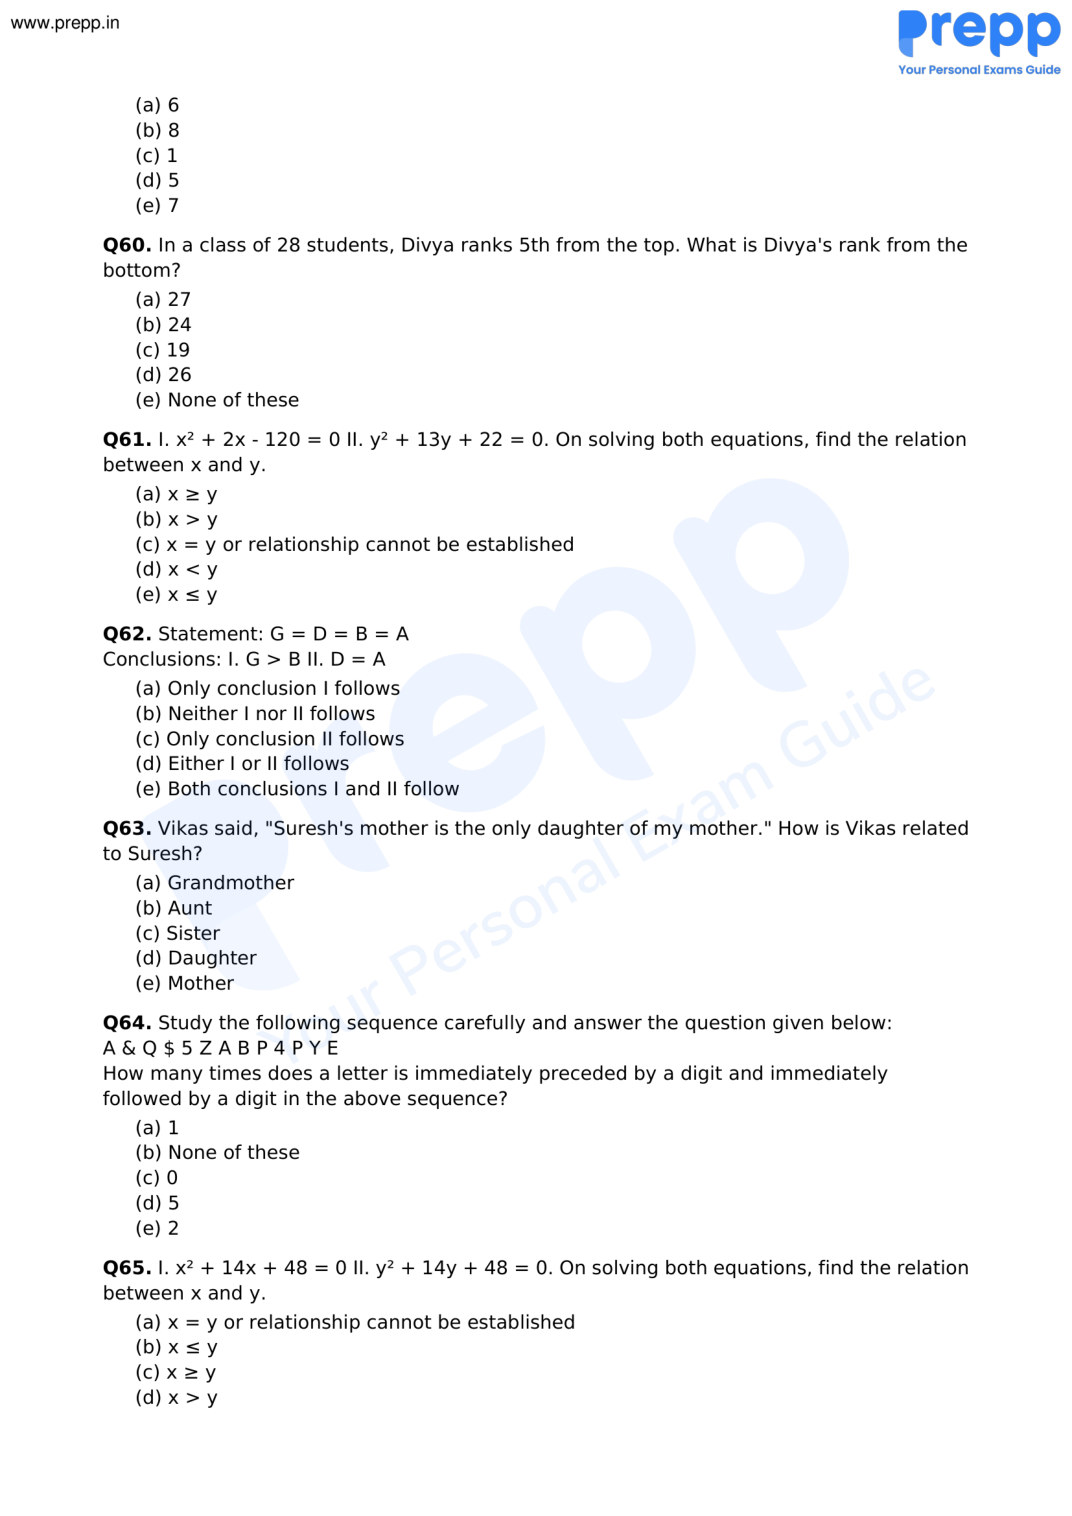 www.prepp.in
prepp
Your Personal Exams Guide
(a) 6
(b) 8
(c) 1
(d) 5
(e) 7
Q60. In a class of 28 students, Divya ranks 5th from the top. What is Divya's rank from the
bottom?
(a) 27
(b) 24
(c) 19
(d) 26
(e) None of these
Q61. I. x² + 2x - 120 = 0 II. y² + 13y + 22 = 0. On solving both equations, find the relation
between x and y.
(a) x ≥ y
(b) x > y
(c) x = y or relationship cannot be established
(d) x < y
(e) x ≤ y
Q62. Statement: G = D = B = A
Conclusions: I. G > B II. D = A
(a) Only conclusion I follows
(b) Neither I nor II follows
(c) Only conclusion II follows
(d) Either I or II follows
(e) Both conclusions I and II follow
Q63. Vikas said, "Suresh's mother is the only daughter of my mother." How is Vikas related
to Suresh?
(a) Grandmother
(b) Aunt
(c) Sister
(d) Daughter
(e) Mother
Q64. Study the following sequence carefully and answer the question given below:
A & Q $ 5 Z A B P 4 P Y E
How many times does a letter is immediately preceded by a digit and immediately
followed by a digit in the above sequence?
(a) 1
(b) None of these
(c) 0
(d) 5
(e) 2
Q65. I. x² + 14x + 48 = 0 II. y² + 14y + 48 = 0. On solving both equations, find the relation
between x and y.
(a) x = y or relationship cannot be established
(b) x ≤ y
(c) x ≥ y
(d) x > y
prepp
Your Personal Exam Guide